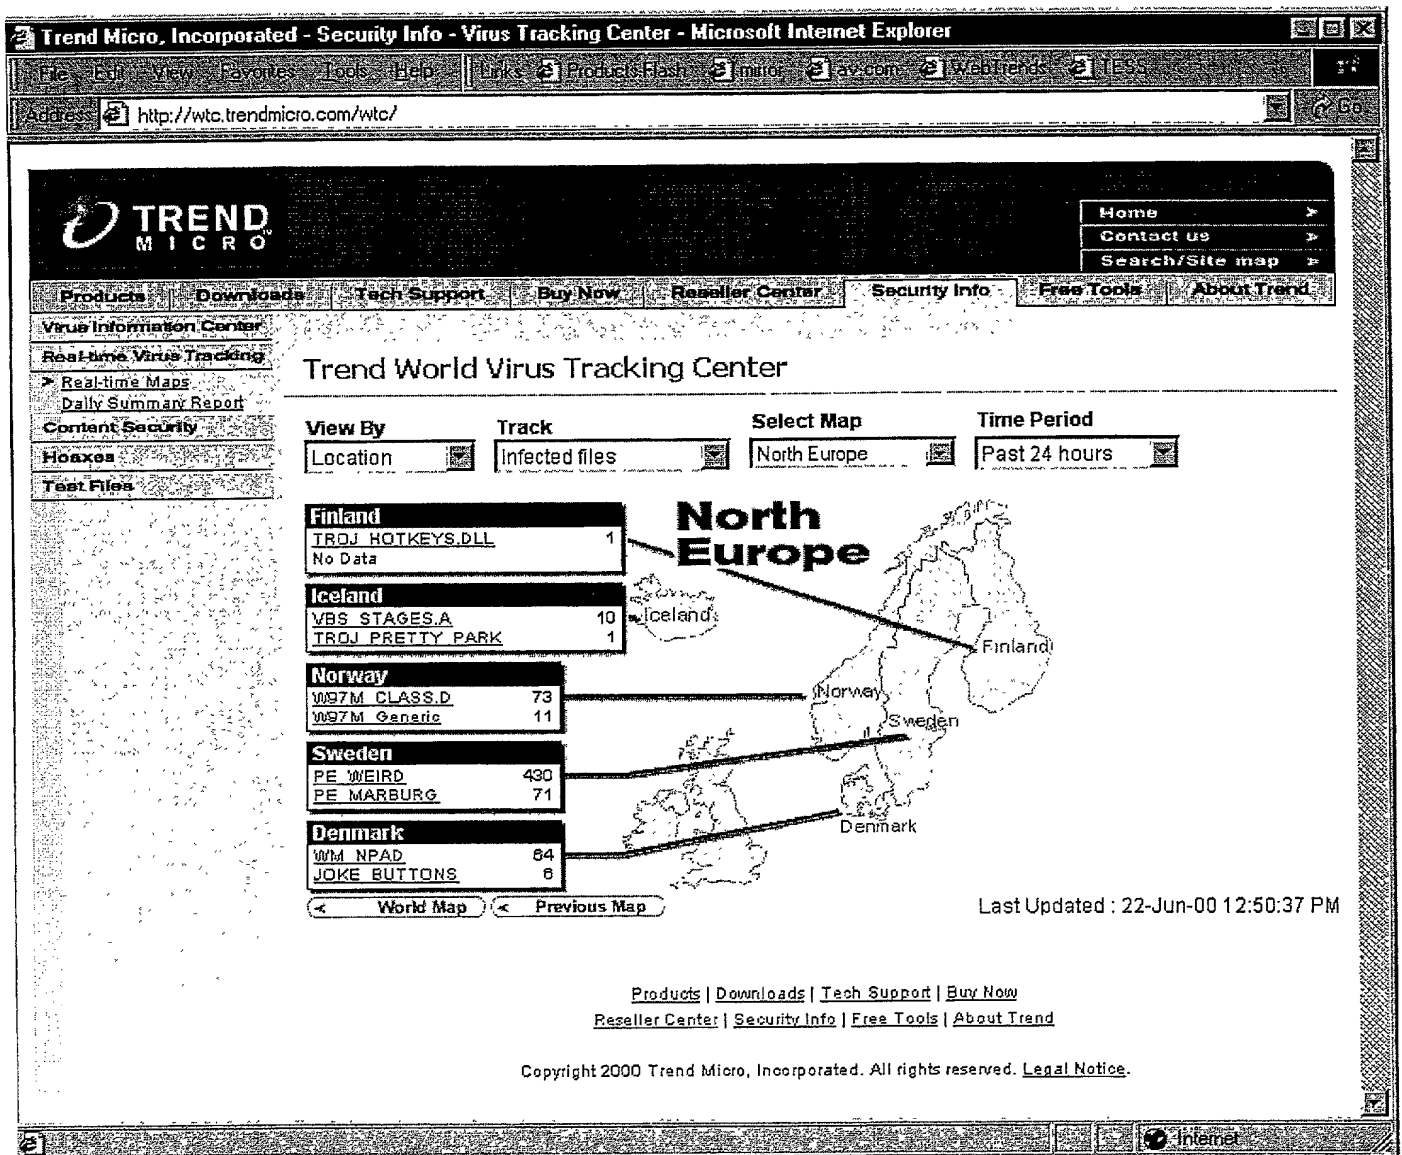 Trend Micro, Incorporated - Security Info - Virus Tracking Center - Microsoft Internet Explorer
File Edit View Favorites Tools Help Links Products Flash mirror av.com WebTrends TESS
Address http://wtc.trendmicro.com/wtc/ Go
TREND
MICRO
Home
Contact us
Search/Site map
Products Downloads Tech Support Buy Now Reseller Center Security Info Free Tools About Trend
Virus Information Center
Real-time Virus Tracking
Real-time Maps
Daily Summary Report
Content Security
Hoaxes
Test Files
Trend World Virus Tracking Center
View By Track Select Map Time Period
Location Infected files North Europe Past 24 hours
North
Europe
Finland
TROJ_HOTKEYS.DLL 1
No Data
Iceland
VBS_STAGES.A 10
TROJ_PRETTY_PARK 1
Norway
W97M_CLASS.D 73
W97M_Generic 11
Sweden
PE_WEIRD 430
PE_MARBURG 71
Denmark
WM_NPAD 64
JOKE_BUTTONS 6
Iceland
Finland
Norway
Sweden
Denmark
< World Map < Previous Map
Last Updated : 22-Jun-00 12:50:37 PM
Products | Downloads | Tech Support | Buy Now
Reseller Center | Security Info | Free Tools | About Trend
Copyright 2000 Trend Micro, Incorporated. All rights reserved. Legal Notice.
Internet